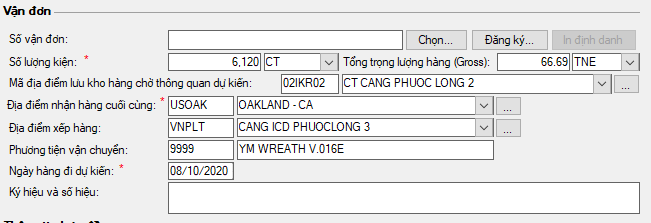 Vận đơn
Số vận đơn: Chọn... Đăng ký... In định danh
Số lượng kiện: * 6,120 CT Tổng trọng lượng hàng (Gross): 66.69 TNE
Mã địa điểm lưu kho hàng chờ thông quan dự kiến: 02IKR02 CT CANG PHUOC LONG 2 ...
Địa điểm nhận hàng cuối cùng: * USOAK OAKLAND - CA ...
Địa điểm xếp hàng: VNPLT CANG ICD PHUOCLONG 3 ...
Phương tiện vận chuyển: 9999 YM WREATH V.016E
Ngày hàng đi dự kiến: * 08/10/2020
Ký hiệu và số hiệu: